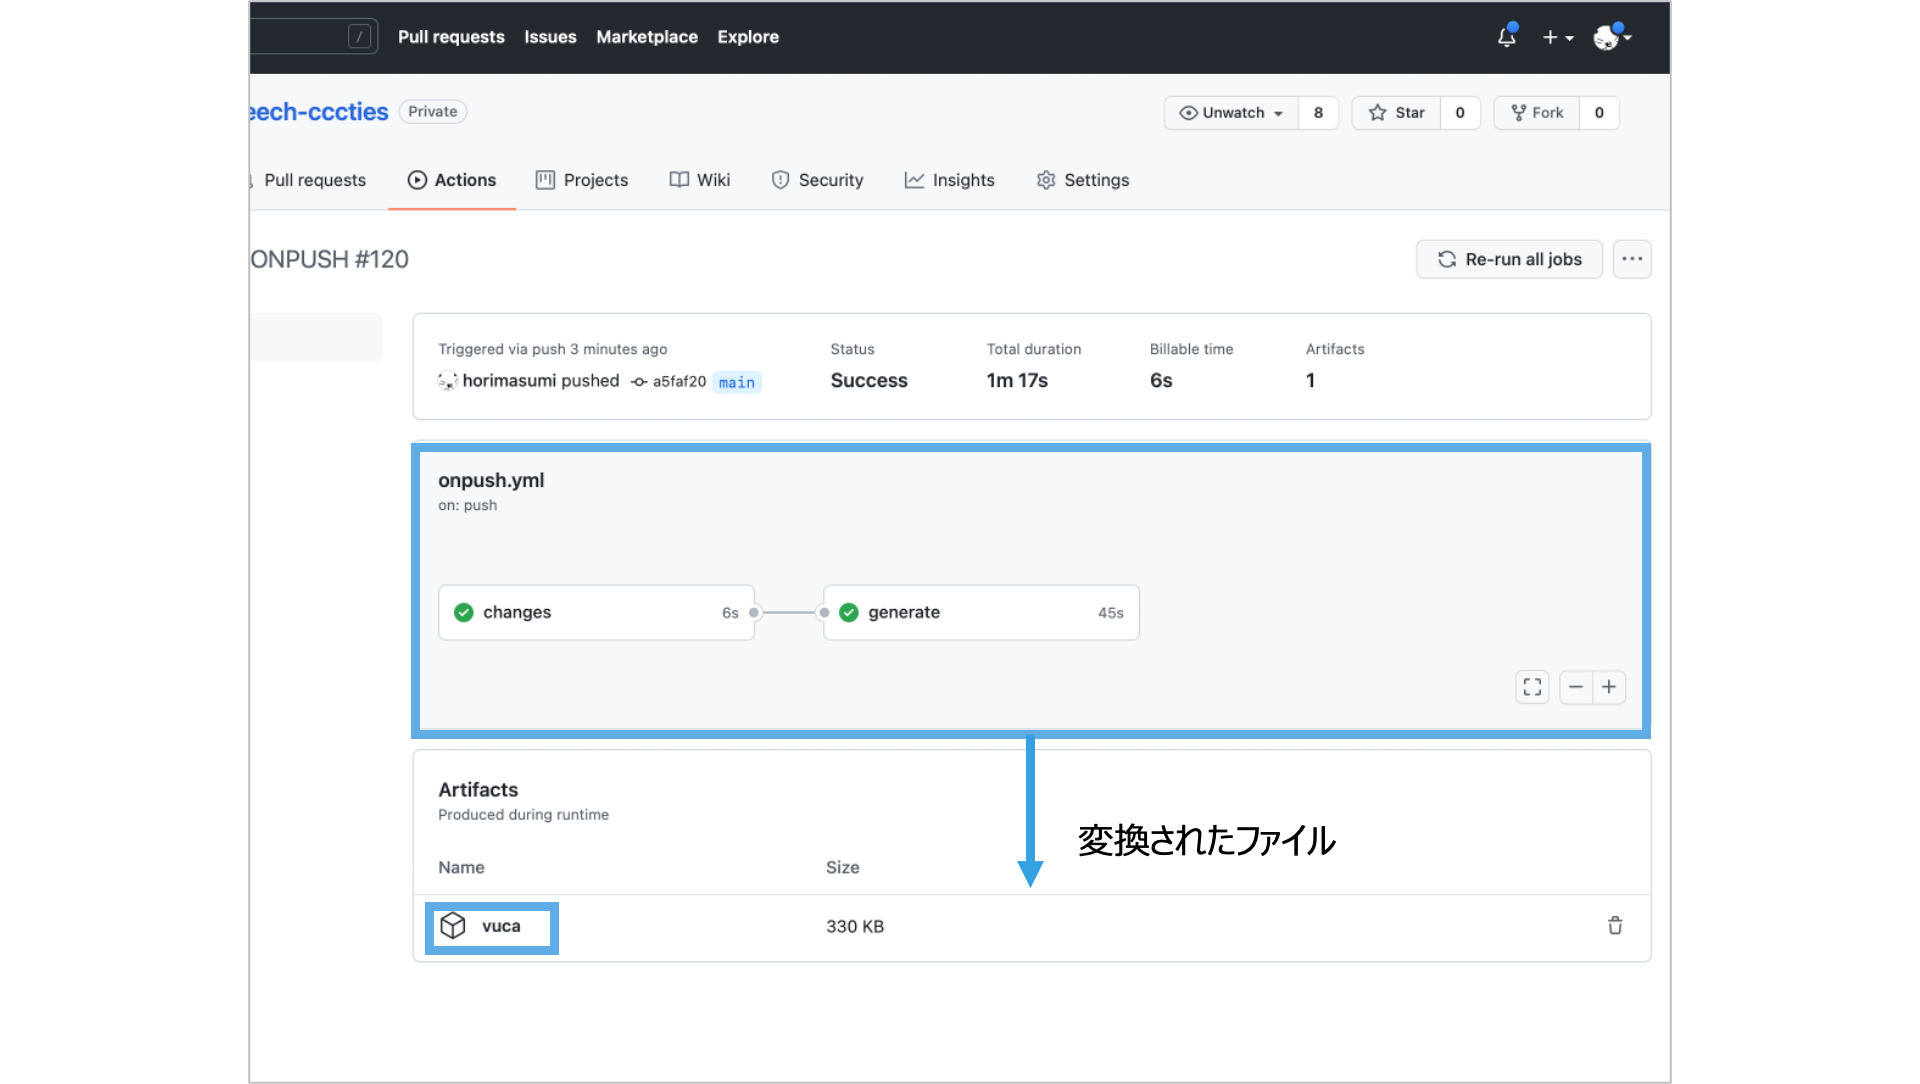 / Pull requests Issues Marketplace Explore
eech-cccties Private Unwatch 8 Star 0 Fork 0
Pull requests Actions Projects Wiki Security Insights Settings
ONPUSH #120 Re-run all jobs
Triggered via push 3 minutes ago Status Total duration Billable time Artifacts
horimasumi pushed a5faf20 main Success 1m 17s 6s 1
onpush.yml
on: push
changes 6s generate 45s
Artifacts
Produced during runtime
変換されたファイル
Name Size
vuca 330 KB